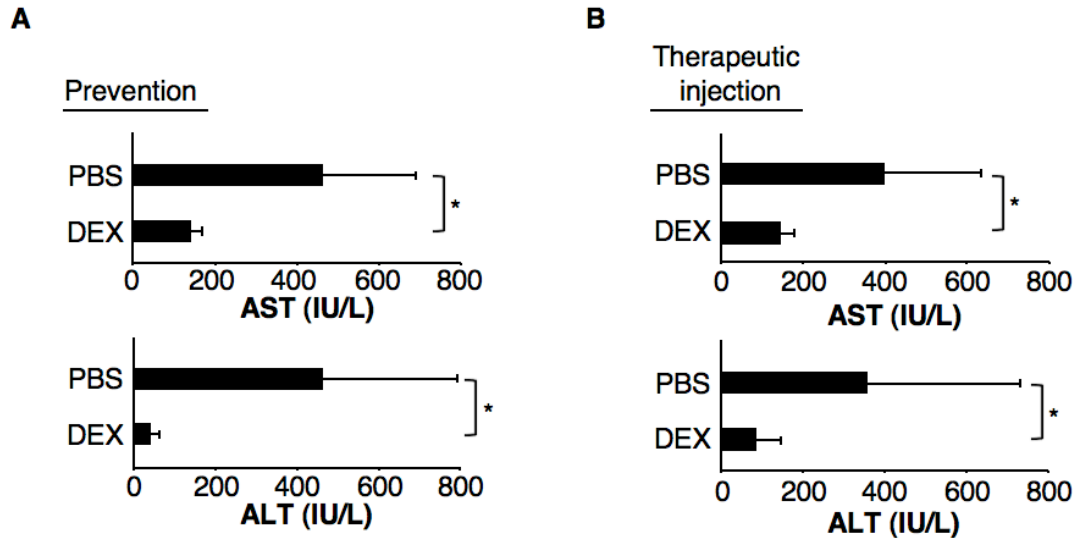 A
Prevention
PBS
*
DEX
0 200 400 600 800
AST (IU/L)
PBS
*
DEX
0 200 400 600 800
ALT (IU/L)
B
Therapeutic
injection
PBS
*
DEX
0 200 400 600 800
AST (IU/L)
PBS
*
DEX
0 200 400 600 800
ALT (IU/L)